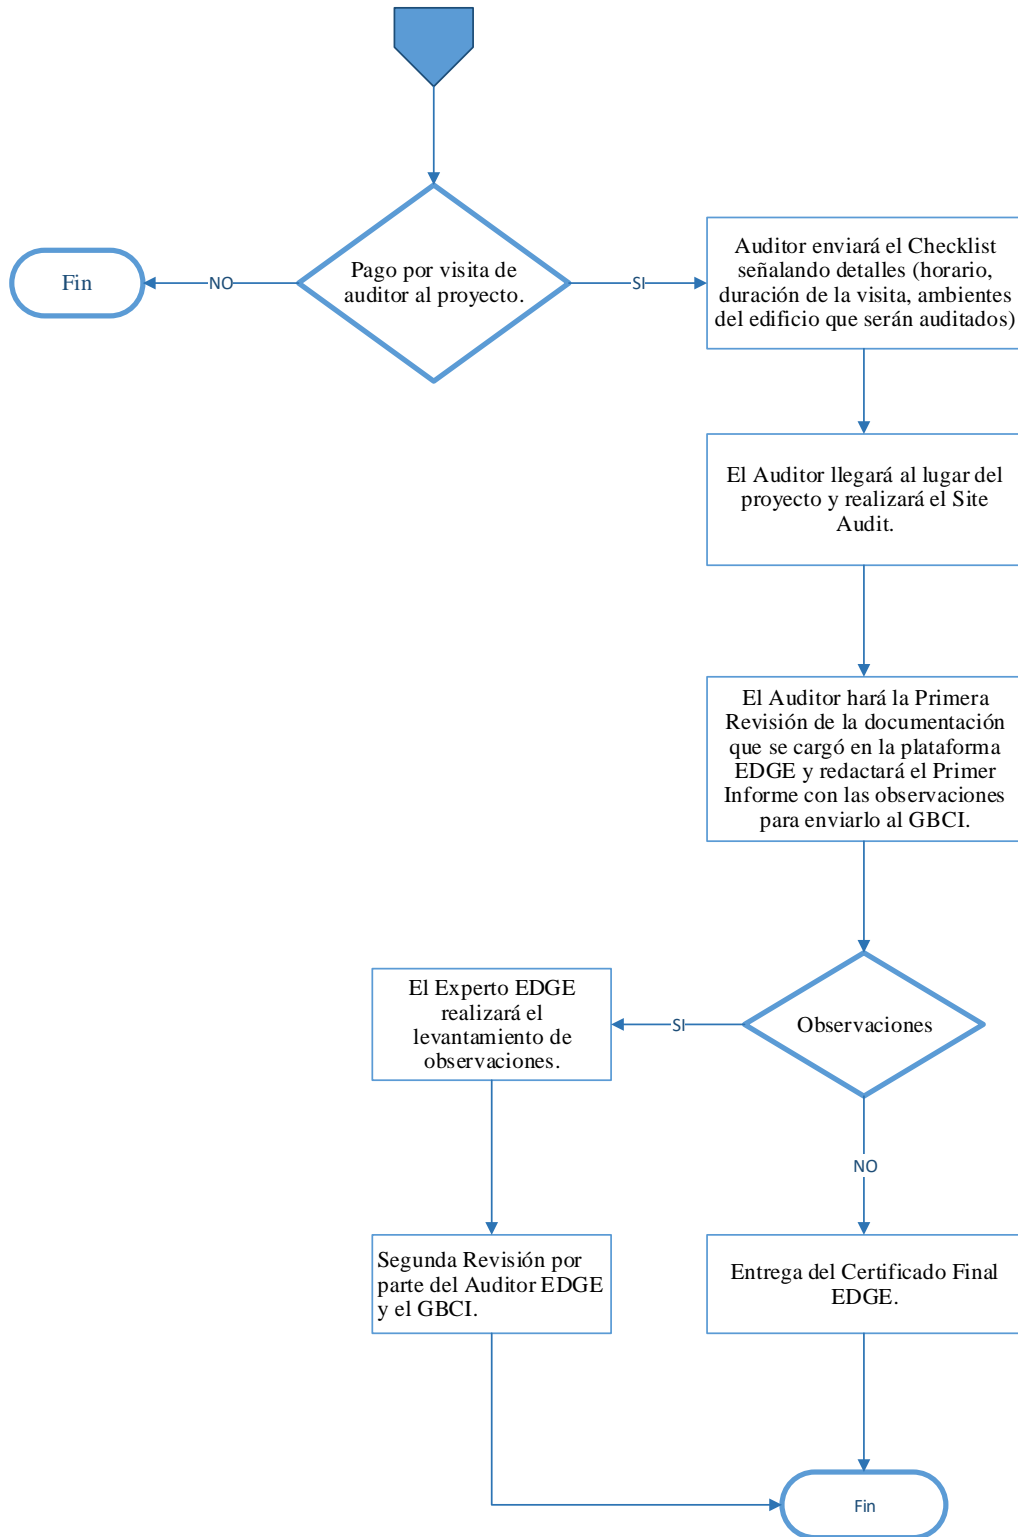 Fin
NO
Pago por visita de
auditor al proyecto.
SI
Auditor enviará el Checklist
señalando detalles (horario,
duración de la visita, ambientes
del edificio que serán auditados)
El Auditor llegará al lugar del
proyecto y realizará el Site
Audit.
El Auditor hará la Primera
Revisión de la documentación
que se cargó en la plataforma
EDGE y redactará el Primer
Informe con las observaciones
para enviarlo al GBCI.
Observaciones
SI
El Experto EDGE
realizará el
levantamiento de
observaciones.
NO
Segunda Revisión por
parte del Auditor EDGE
y el GBCI.
Entrega del Certificado Final
EDGE.
Fin